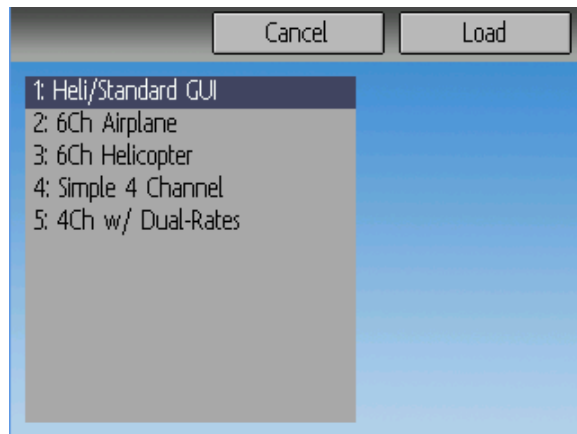 Cancel
Load
1: Heli/Standard GUI
2: 6Ch Airplane
3: 6Ch Helicopter
4: Simple 4 Channel
5: 4Ch w/ Dual-Rates